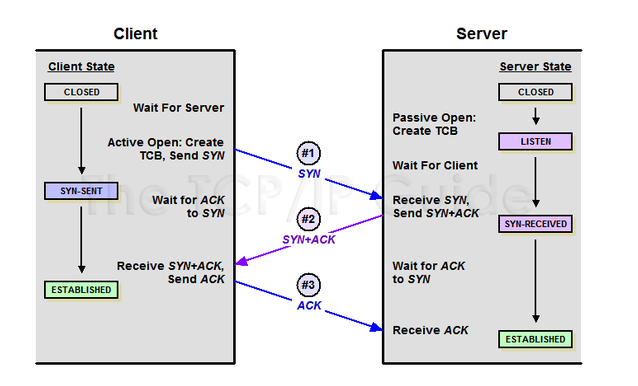 Client
Server
Client State
Server State
CLOSED
Wait For Server
CLOSED
Passive Open:
Create TCB
Active Open: Create
TCB, Send SYN
#1
SYN
LISTEN
Wait For Client
SYN-SENT
The TCP/IP Guide
Wait for ACK
to SYN
Receive SYN,
Send SYN+ACK
#2
SYN+ACK
SYN-RECEIVED
Receive SYN+ACK,
Send ACK
Wait for ACK
to SYN
#3
ACK
ESTABLISHED
Receive ACK
ESTABLISHED